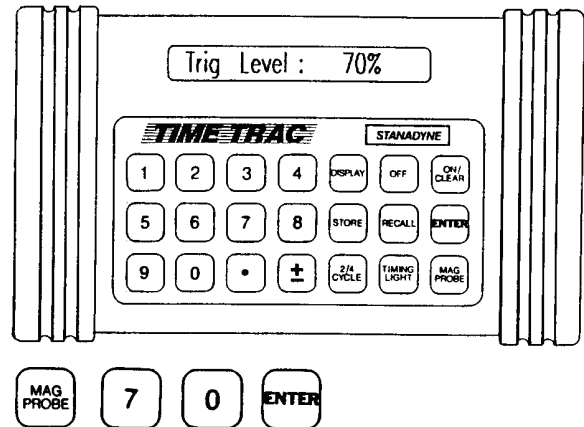 Trig Level : 70%
TIME TRAC STANADYNE
1 2 3 4 DISPLAY OFF ON/CLEAR
5 6 7 8 STORE RECALL ENTER
9 0 • ± 2/4 CYCLE TIMING LIGHT MAG PROBE
MAG PROBE 7 0 ENTER